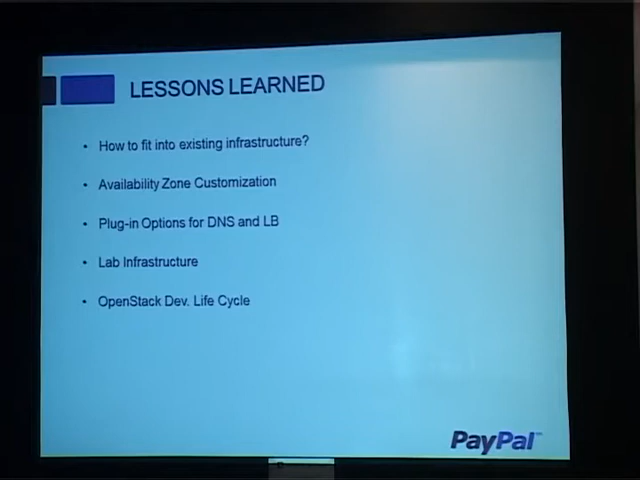 LESSONS LEARNED
• How to fit into existing infrastructure?
• Availability Zone Customization
• Plug-in Options for DNS and LB
• Lab Infrastructure
• OpenStack Dev. Life Cycle
PayPal™